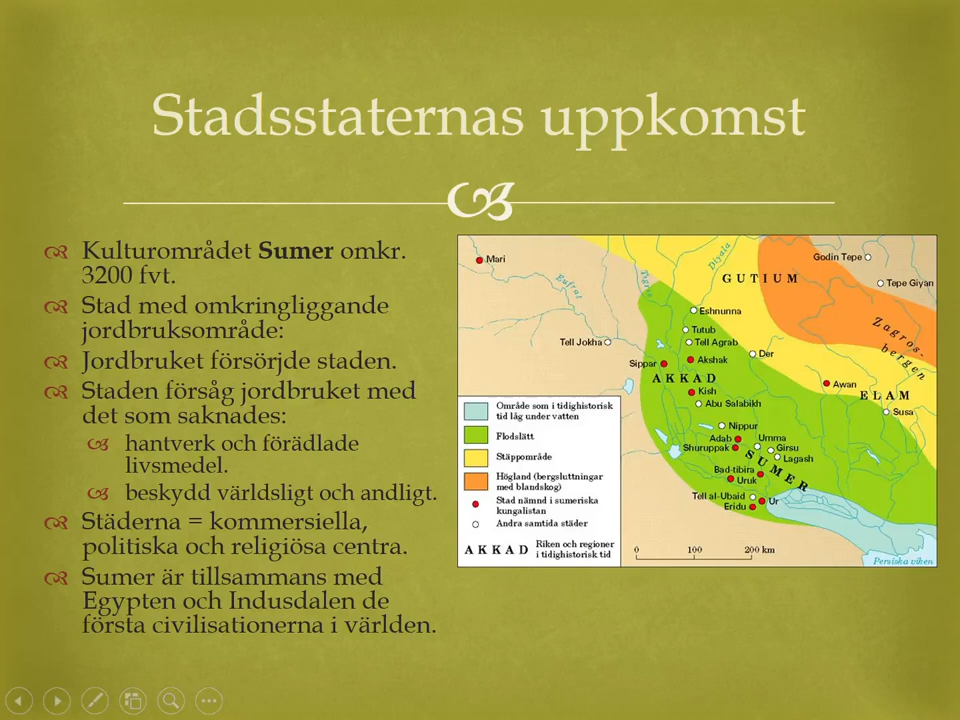 Stadsstaternas uppkomst
Kulturområdet Sumer omkr.
3200 fvt.
Stad med omkringliggande
jordbruksområde:
Jordbruket försörjde staden.
Staden försåg jordbruket med
det som saknades:
hantverk och förädlade
livsmedel.
beskydd världsligt och andligt.
Städerna = kommersiella,
politiska och religiösa centra.
Sumer är tillsammans med
Egypten och Indusdalen de
första civilisationerna i världen.
Mari
Eufrat
Tigris
Diyala
GUTIUM
Godin Tepe
Tepe Giyan
Zagros-
bergen
Eshnunna
Tutub
Tell Agrab
Tell Jokha
Der
Sippar
Akshak
AKKAD
Kish
Awan
ELAM
Abu Salabikh
Susa
Nippur
Adab
Umma
Shuruppak
Girsu
Lagash
SUMER
Bad-tibira
Uruk
Tell al-Ubaid
Ur
Eridu
Persiska viken
Område som i tidighistorisk
tid låg under vatten
Flodslätt
Stäppområde
Högland (bergsluttningar
med blandskog)
Stad nämnd i sumeriska
kungalistan
Andra samtida städer
AKKAD
Riken och regioner
i tidighistorisk tid
0 100 200 km